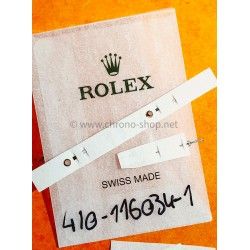 www.chrono-shop.net
ROLEX
SWISS MADE
410-116034-1